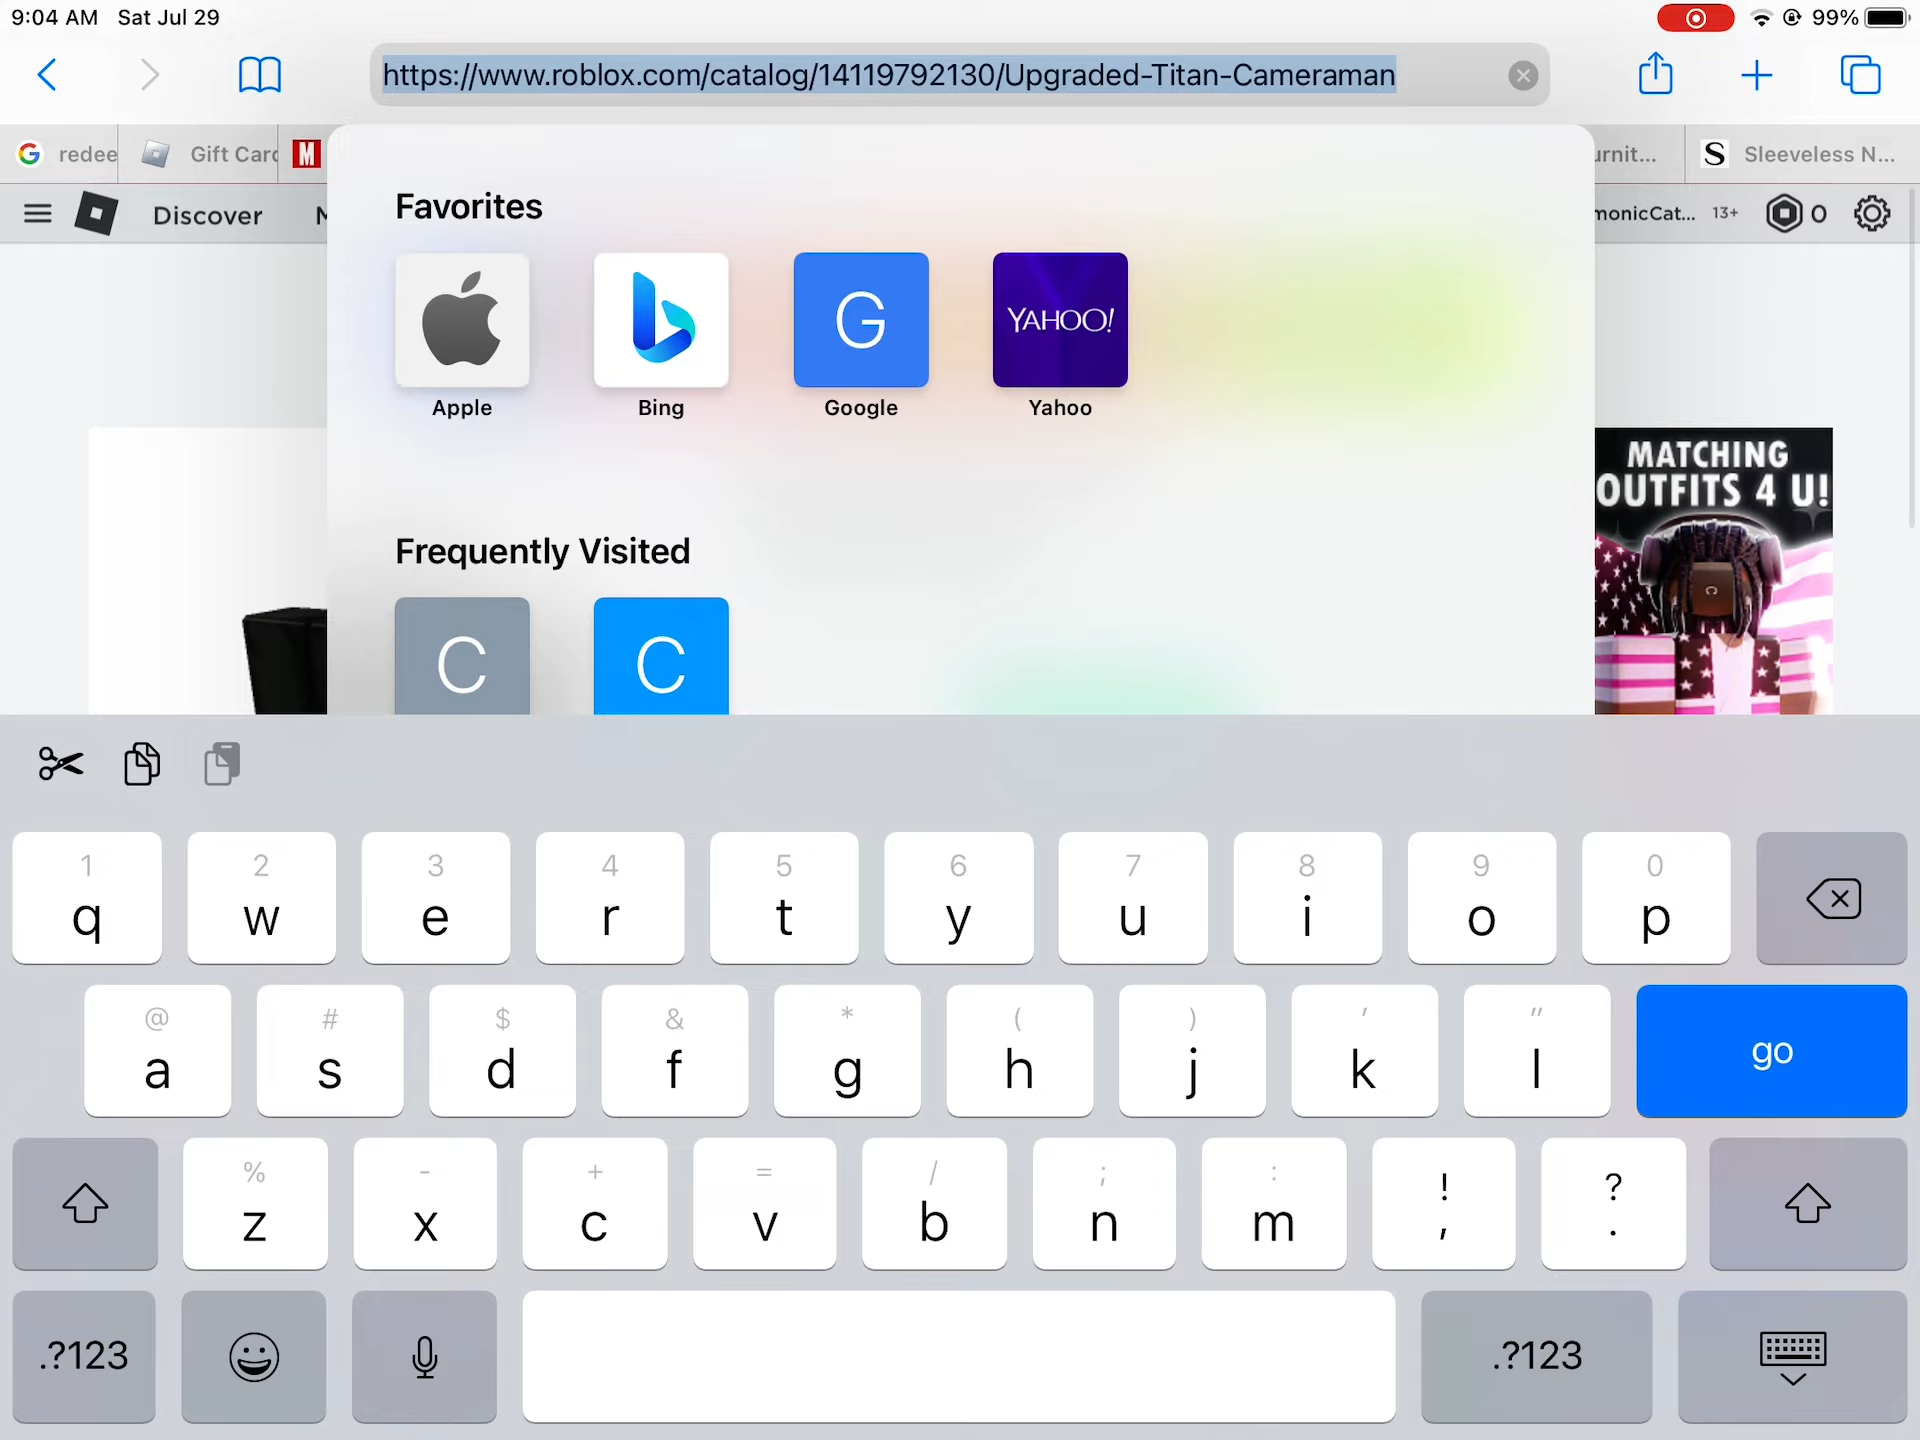 9:04 AM Sat Jul 29
99%
https://www.roblox.com/catalog/14119792130/Upgraded-Titan-Cameraman
redee
Gift Card
M
urnit...
S
Sleeveless N...
Discover
monicCat... 13+
0
Favorites
G
YAHOO!
Apple
Bing
Google
Yahoo
MATCHING
OUTFITS 4 U!
Frequently Visited
C
C
1 2 3 4 5 6 7 8 9 0
q w e r t y u i o p
@ # $ & * ( ) ' "
a s d f g h j k l go
% - + = / ; : ! ?
z x c v b n m , .
.?123
.?123